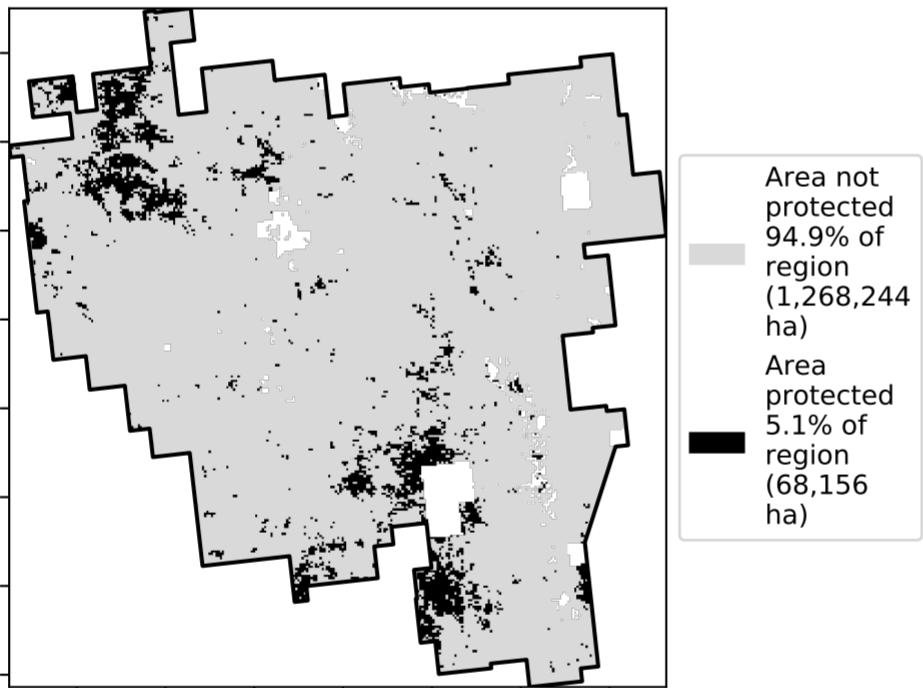 Area not
protected
94.9% of
region
(1,268,244
ha)
Area
protected
5.1% of
region
(68,156
ha)